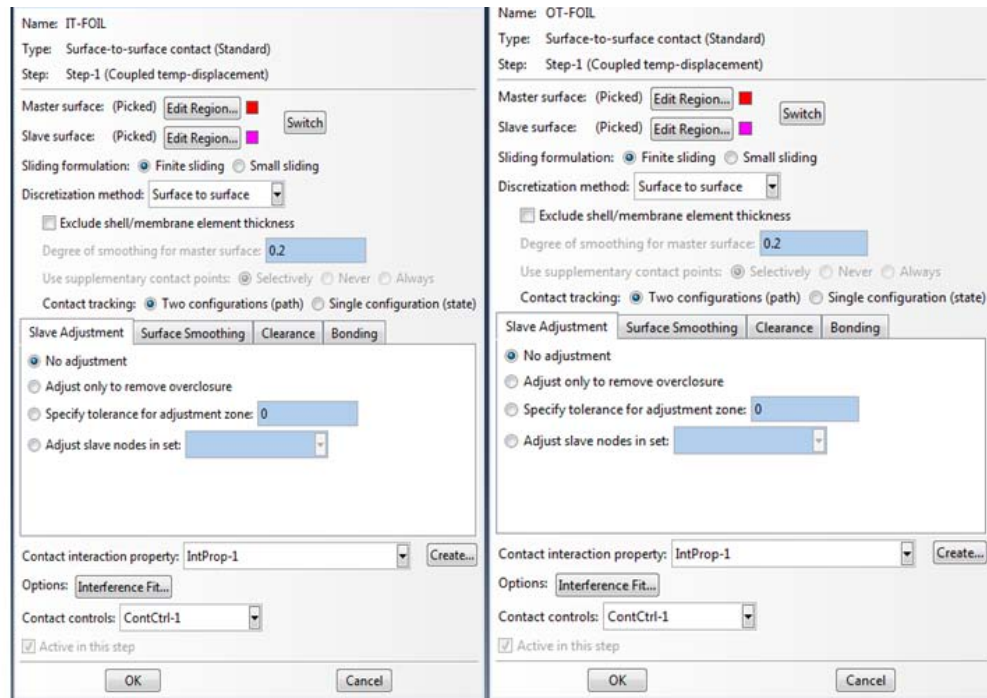 Name: IT-FOIL
Type: Surface-to-surface contact (Standard)
Step: Step-1 (Coupled temp-displacement)
Master surface: (Picked) Edit Region...
Switch
Slave surface: (Picked) Edit Region...
Sliding formulation: Finite sliding Small sliding
Discretization method: Surface to surface
Exclude shell/membrane element thickness
Degree of smoothing for master surface: 0.2
Use supplementary contact points: Selectively Never Always
Contact tracking: Two configurations (path) Single configuration (state)
Slave Adjustment Surface Smoothing Clearance Bonding
No adjustment
Adjust only to remove overclosure
Specify tolerance for adjustment zone: 0
Adjust slave nodes in set:
Contact interaction property: IntProp-1 Create...
Options: Interference Fit...
Contact controls: ContCtrl-1
Active in this step
OK Cancel
Name: OT-FOIL
Type: Surface-to-surface contact (Standard)
Step: Step-1 (Coupled temp-displacement)
Master surface: (Picked) Edit Region...
Switch
Slave surface: (Picked) Edit Region...
Sliding formulation: Finite sliding Small sliding
Discretization method: Surface to surface
Exclude shell/membrane element thickness
Degree of smoothing for master surface: 0.2
Use supplementary contact points: Selectively Never Always
Contact tracking: Two configurations (path) Single configuration (state)
Slave Adjustment Surface Smoothing Clearance Bonding
No adjustment
Adjust only to remove overclosure
Specify tolerance for adjustment zone: 0
Adjust slave nodes in set:
Contact interaction property: IntProp-1 Create...
Options: Interference Fit...
Contact controls: ContCtrl-1
Active in this step
OK Cancel